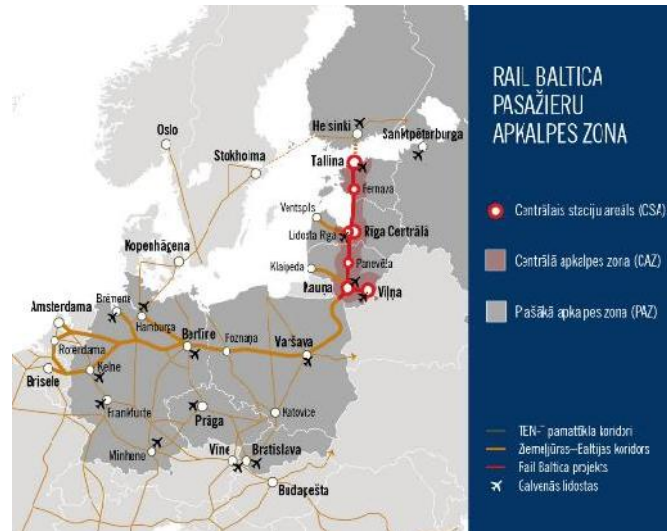 RAIL BALTICA
PASAŽIERU
APKALPES ZONA
Centrālais staciju areāls (CSA)
Centrālā apkalpes zona (CAZ)
Plašākā apkalpes zona (PAZ)
TEN-T pamattīkla koridori
Ziemeļjūras–Baltijas koridors
Rail Baltica projekts
Galvenās lidostas
Oslo
Stokholma
Helsinki
Sanktpēterburga
Tallina
Pērnava
Ventspils
Lidosta Rīga
Rīga Centrālā
Kopenhāgena
Klaipēda
Panevēža
Kauņa
Viļņa
Amsterdama
Brēmene
Hamburga
Berlīne
Poznaņa
Varšava
Roterdama
Brisele
Ķelne
Frankfurte
Prāga
Katovice
Minhene
Vīne
Bratislava
Budapešta